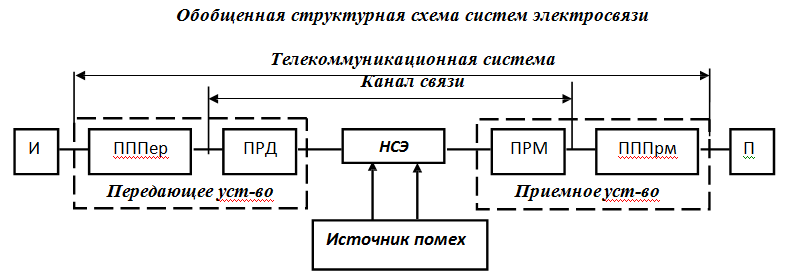 Обобщенная структурная схема систем электросвязи
Телекоммуникационная система
Канал связи
И
ПППер
ПРД
НСЭ
ПРМ
ПППрм
П
Передающее уст-во
Приемное уст-во
Источник помех